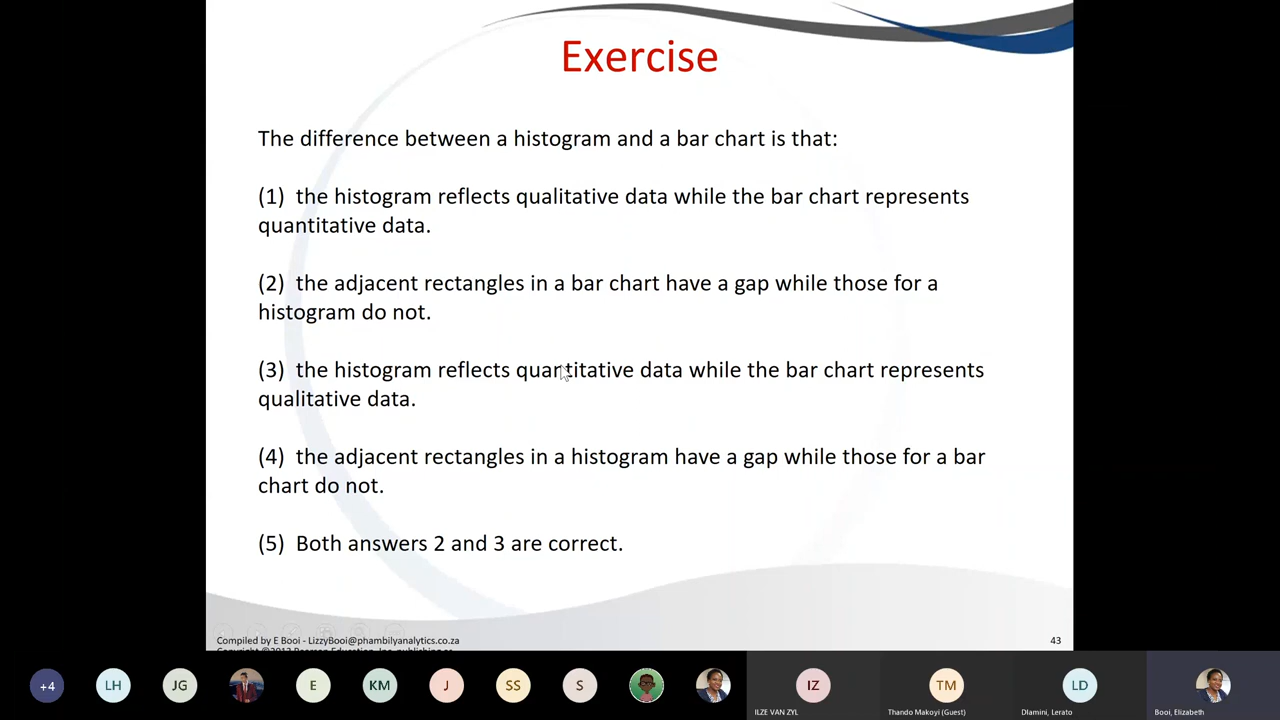 Exercise
The difference between a histogram and a bar chart is that:
(1) the histogram reflects qualitative data while the bar chart represents
quantitative data.
(2) the adjacent rectangles in a bar chart have a gap while those for a
histogram do not.
(3) the histogram reflects quantitative data while the bar chart represents
qualitative data.
(4) the adjacent rectangles in a histogram have a gap while those for a bar
chart do not.
(5) Both answers 2 and 3 are correct.
Compiled by E Booi - LizzyBooi@phambilyanalytics.co.za
43
+4
LH
JG
E
KM
J
SS
S
IZ
TM
LD
ILZE VAN ZYL
Thando Makoyi (Guest)
Dlamini, Lerato
Booi, Elizabeth